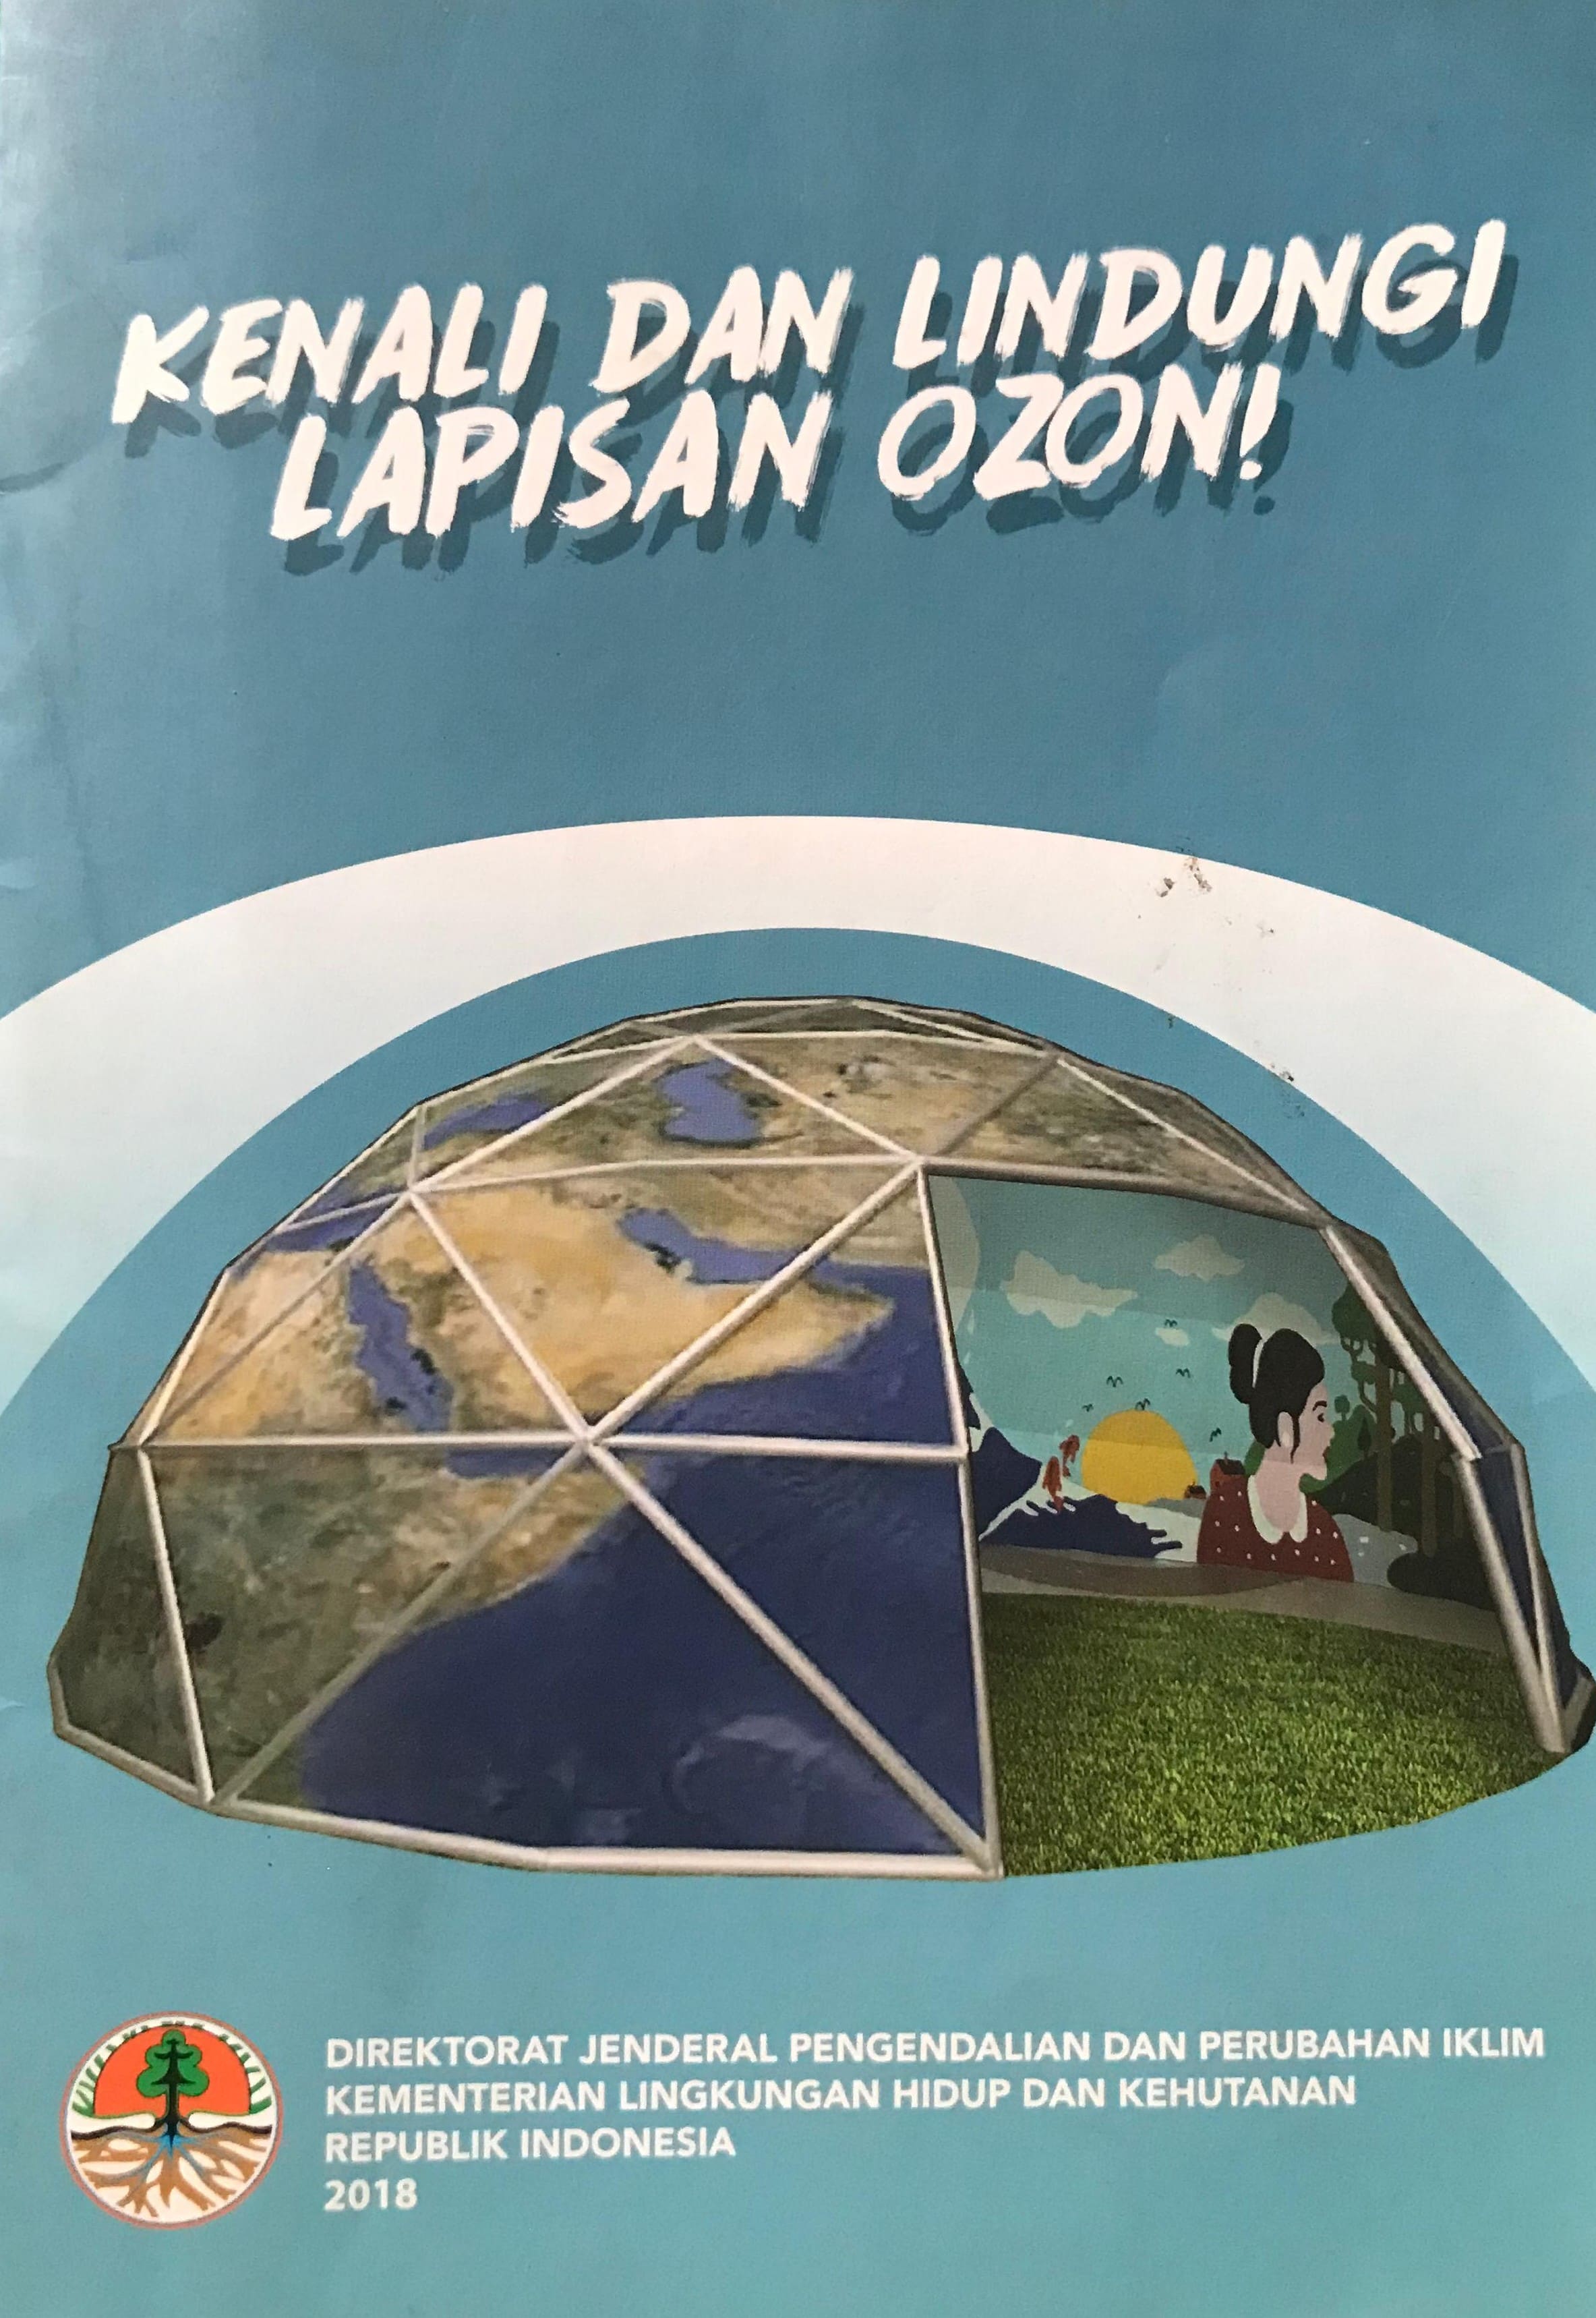 KENALI DAN LINDUNGI
LAPISAN OZON!
DIREKTORAT JENDERAL PENGENDALIAN DAN PERUBAHAN IKLIM
KEMENTERIAN LINGKUNGAN HIDUP DAN KEHUTANAN
REPUBLIK INDONESIA
2018